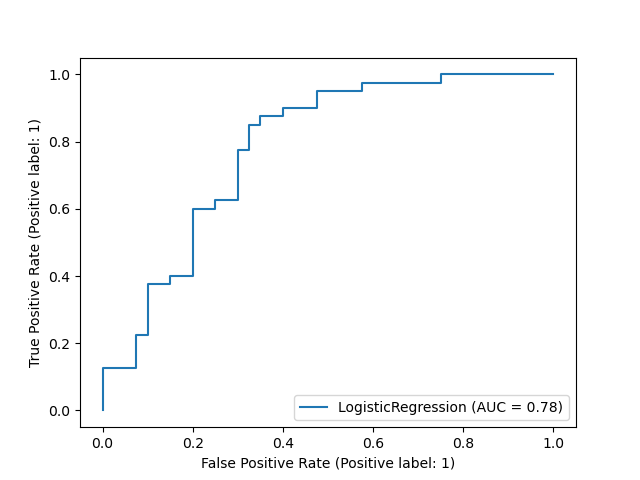 True Positive Rate (Positive label: 1)
1.0
0.8
0.6
0.4
0.2
0.0
LogisticRegression (AUC = 0.78)
0.0 0.2 0.4 0.6 0.8 1.0
False Positive Rate (Positive label: 1)